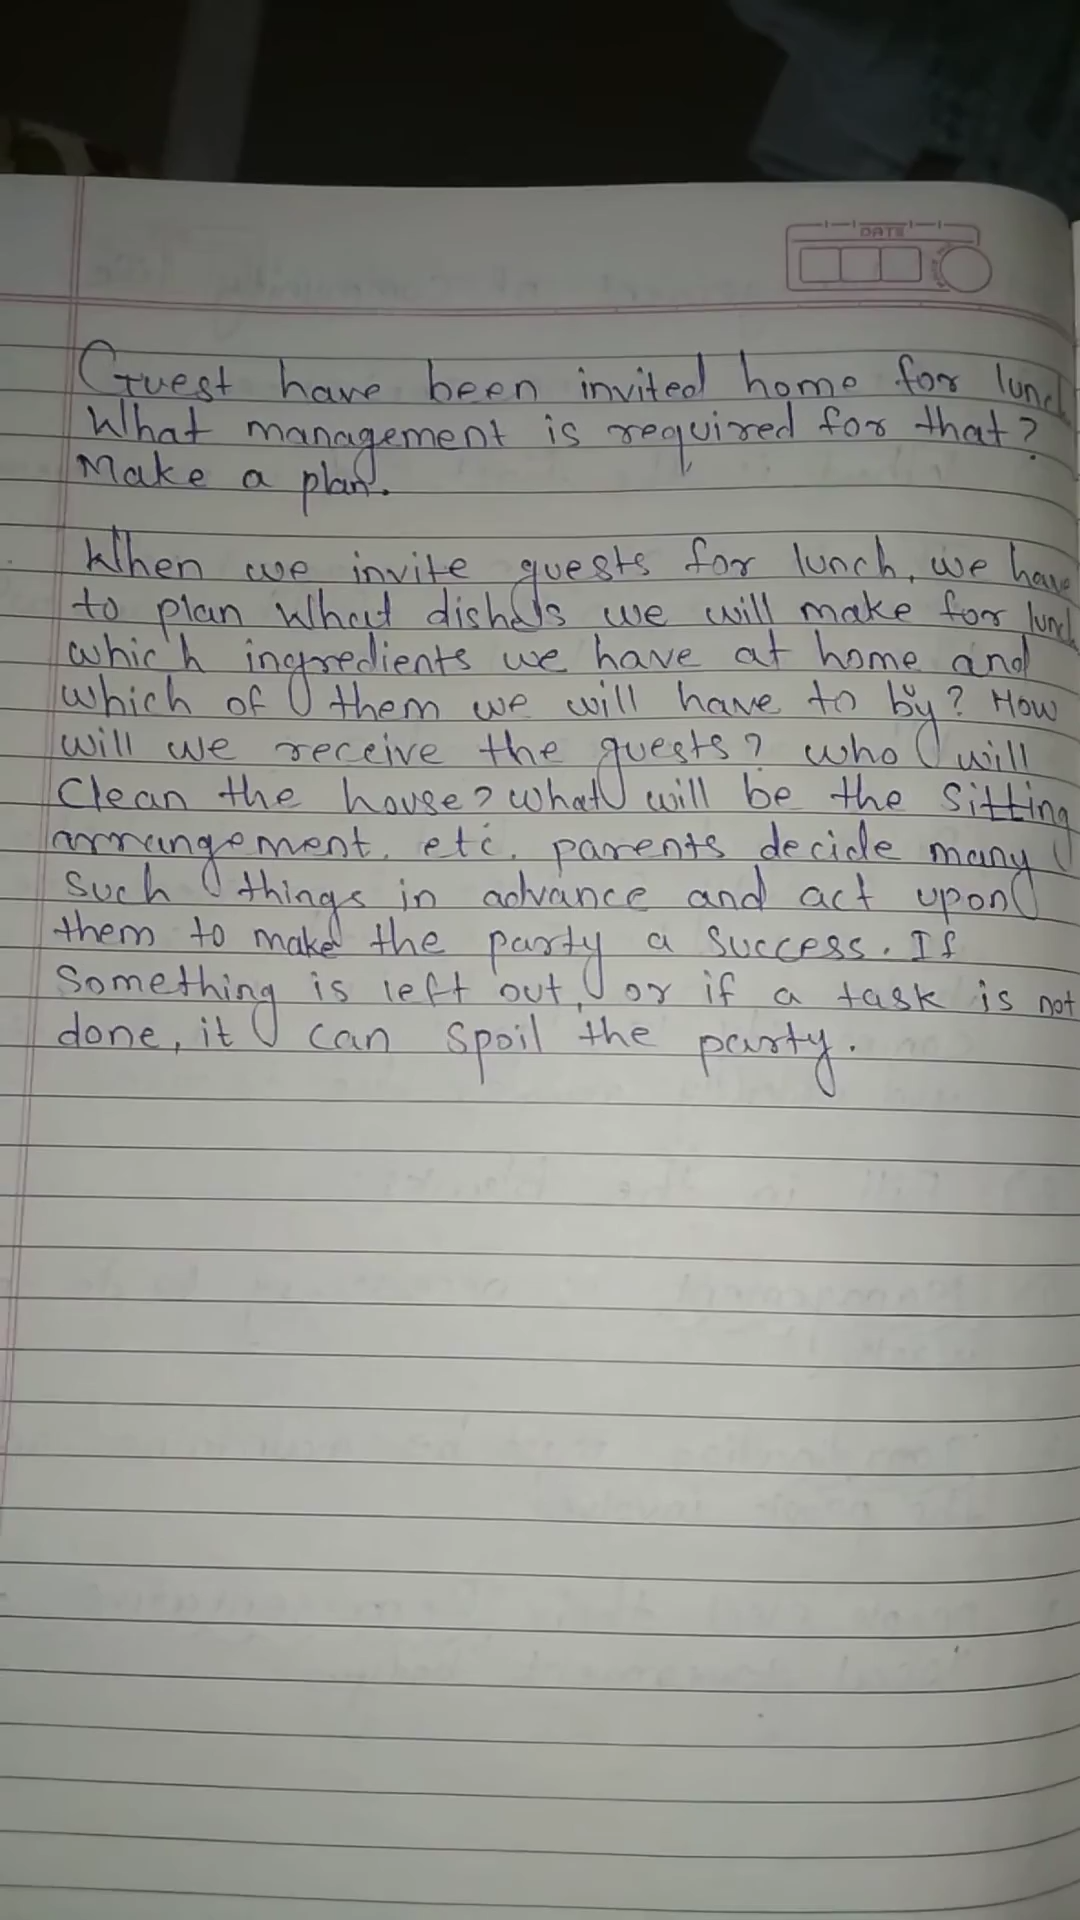 DATE
Guest have been invited home for lunch
What management is required for that?
Make a plan.
When we invite guests for lunch, we have
to plan what dishes we will make for lunch
which ingredients we have at home and
which of them we will have to buy? How
will we receive the guests? who will
clean the house? what will be the sitting
arrangement. etc. parents decide many
such things in advance and act upon
them to make the party a success. If
something is left out, or if a task is not
done, it can spoil the party.